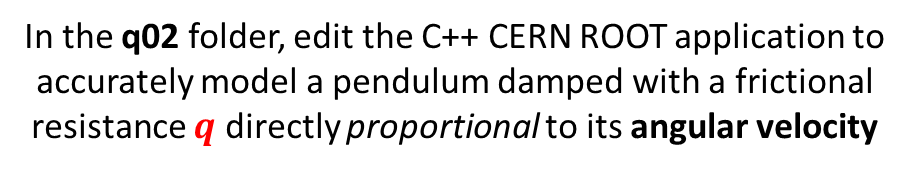 In the q02 folder, edit the C++ CERN ROOT application to
accurately model a pendulum damped with a frictional
resistance q directly proportional to its angular velocity